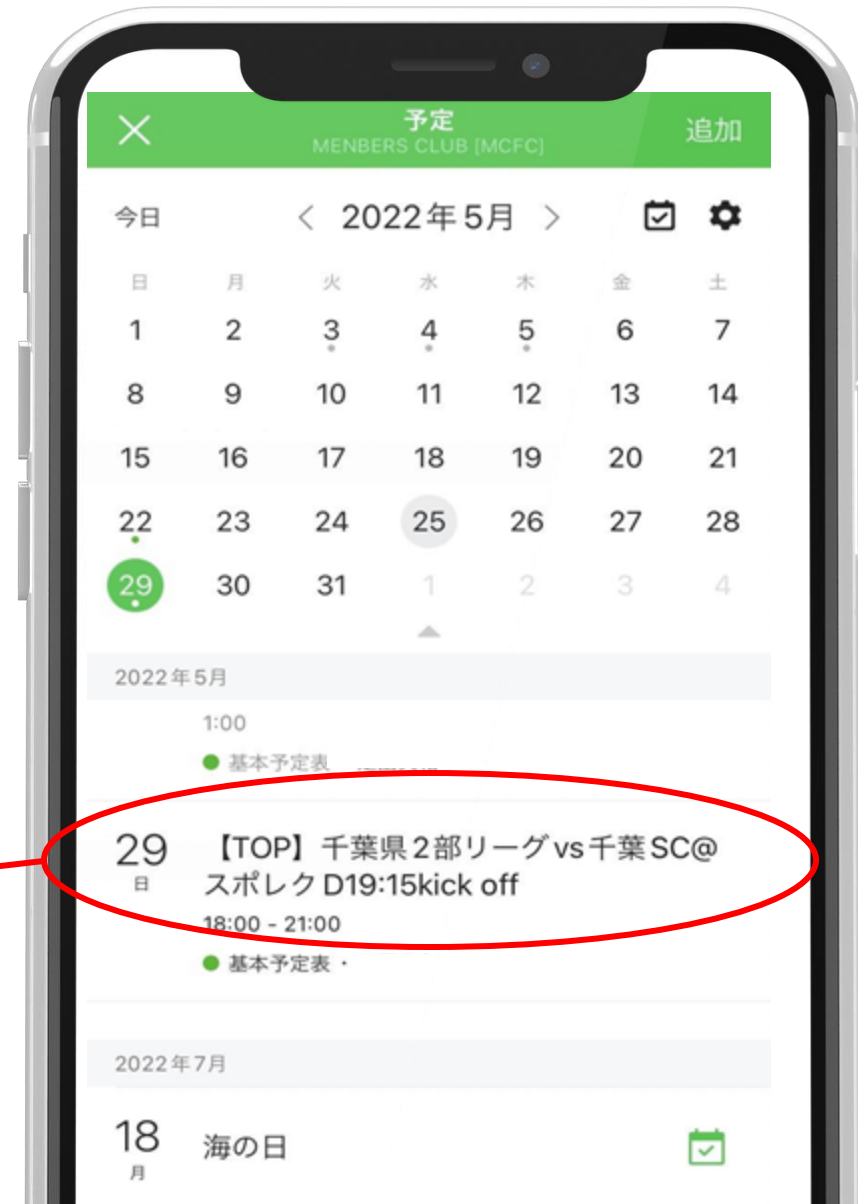 予定
MENBERS CLUB [MCFC]
追加
今日
< 2022年5月 >
日 月 火 水 木 金 土
1 2 3 4 5 6 7
8 9 10 11 12 13 14
15 16 17 18 19 20 21
22 23 24 25 26 27 28
29 30 31 1 2 3 4
2022年5月
1:00
基本予定表
29
日
【TOP】千葉県2部リーグvs千葉SC@
スポレクD19:15kick off
18:00 - 21:00
基本予定表・
2022年7月
18
月
海の日